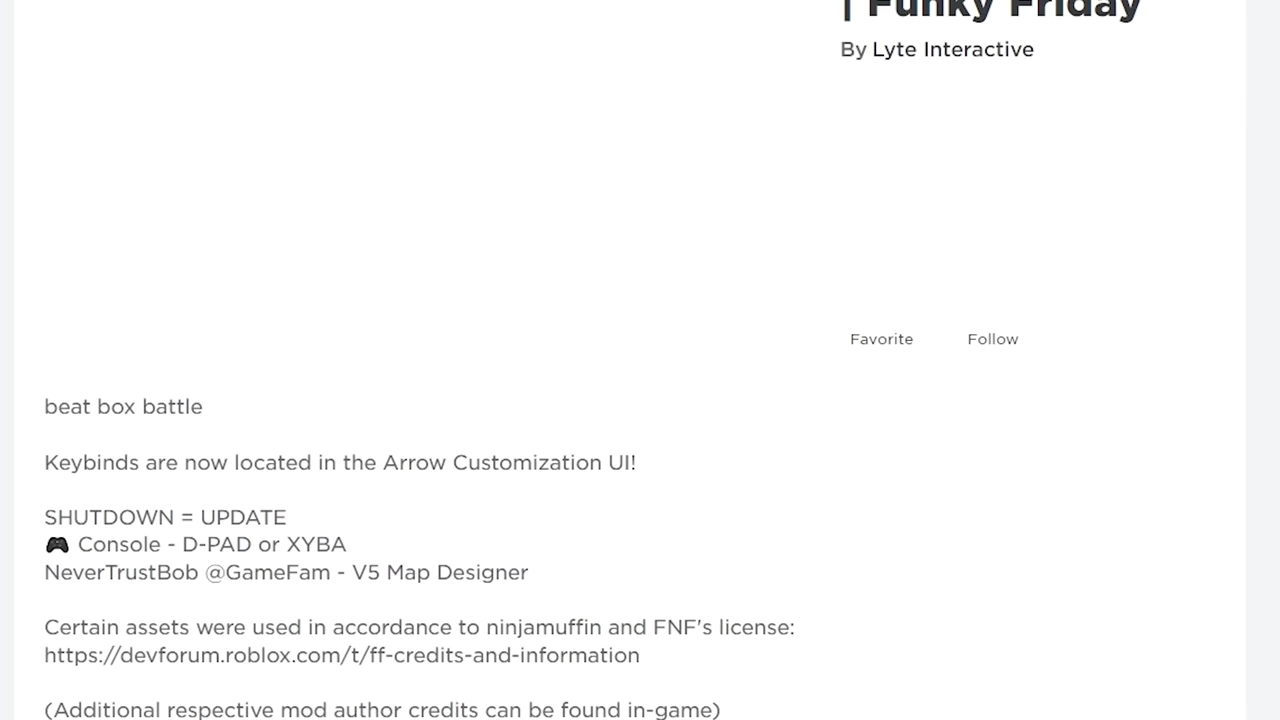 | Funky Friday
By Lyte Interactive
Favorite Follow
beat box battle
Keybinds are now located in the Arrow Customization UI!
SHUTDOWN = UPDATE
🎮 Console - D-PAD or XYBA
NeverTrustBob @GameFam - V5 Map Designer
Certain assets were used in accordance to ninjamuffin and FNF's license:
https://devforum.roblox.com/t/ff-credits-and-information
(Additional respective mod author credits can be found in-game)